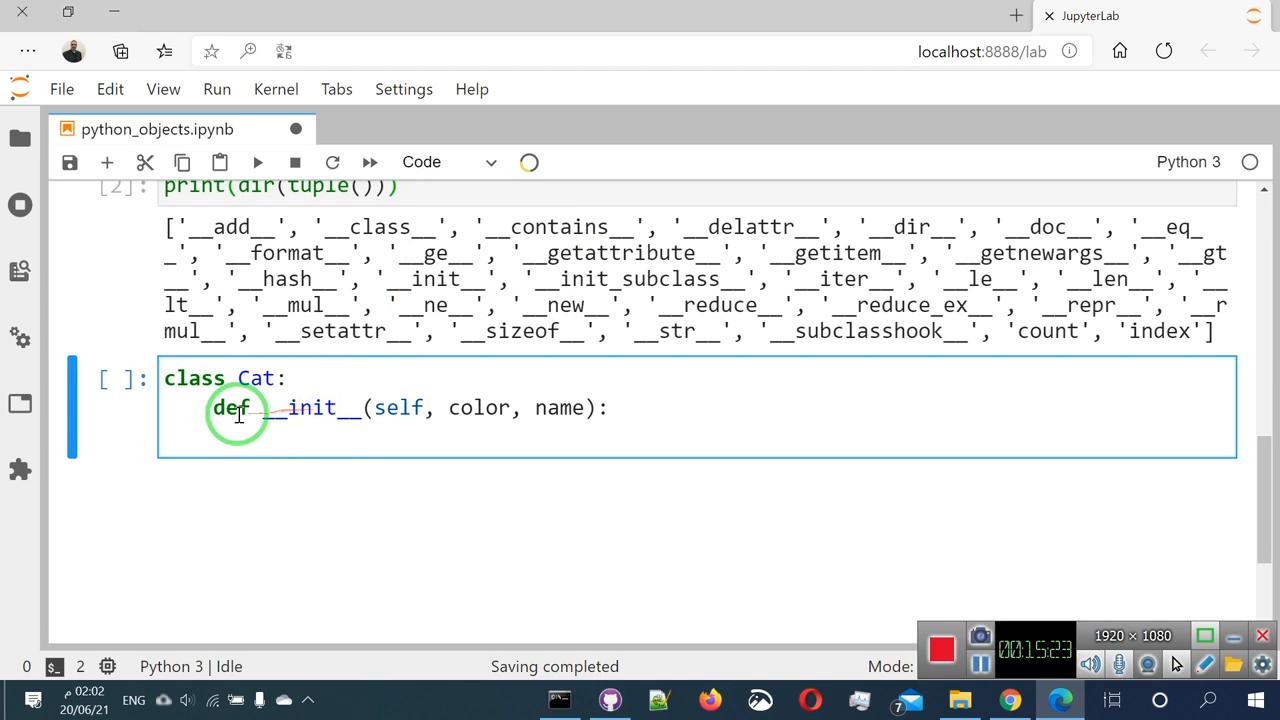 JupyterLab
localhost:8888/lab
File Edit View Run Kernel Tabs Settings Help
python_objects.ipynb
Code
Python 3
[2]: print(dir(tuple()))
['__add__', '__class__', '__contains__', '__delattr__', '__dir__', '__doc__', '__eq_
_', '__format__', '__ge__', '__getattribute__', '__getitem__', '__getnewargs__', '__gt
__', '__hash__', '__init__', '__init_subclass__', '__iter__', '__le__', '__len__', '__
lt__', '__mul__', '__ne__', '__new__', '__reduce__', '__reduce_ex__', '__repr__', '__r
mul__', '__setattr__', '__sizeof__', '__str__', '__subclasshook__', 'count', 'index']
[ ]: class Cat:
def __init__(self, color, name):
1920 × 1080
00:15:23
0 2 Python 3 | Idle Saving completed Mode:
02:02 م
20/06/21
ENG
7